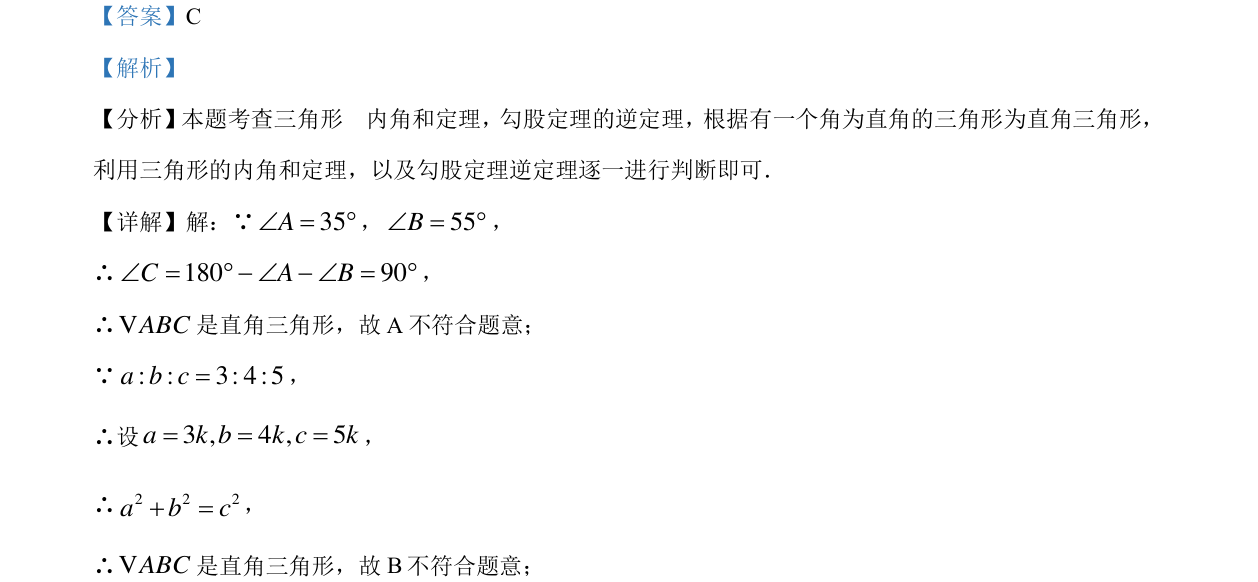 【答案】C
【解析】
【分析】本题考查三角形 内角和定理，勾股定理的逆定理，根据有一个角为直角的三角形为直角三角形，
利用三角形的内角和定理，以及勾股定理逆定理逐一进行判断即可．
【详解】解：∵∠A = 35°，∠B = 55°，
∴∠C = 180° − ∠A − ∠B = 90°，
∴VABC 是直角三角形，故 A 不符合题意；
∵a : b : c = 3 : 4 : 5，
∴设 a = 3k, b = 4k, c = 5k，
∴a² + b² = c²，
∴VABC 是直角三角形，故 B 不符合题意；